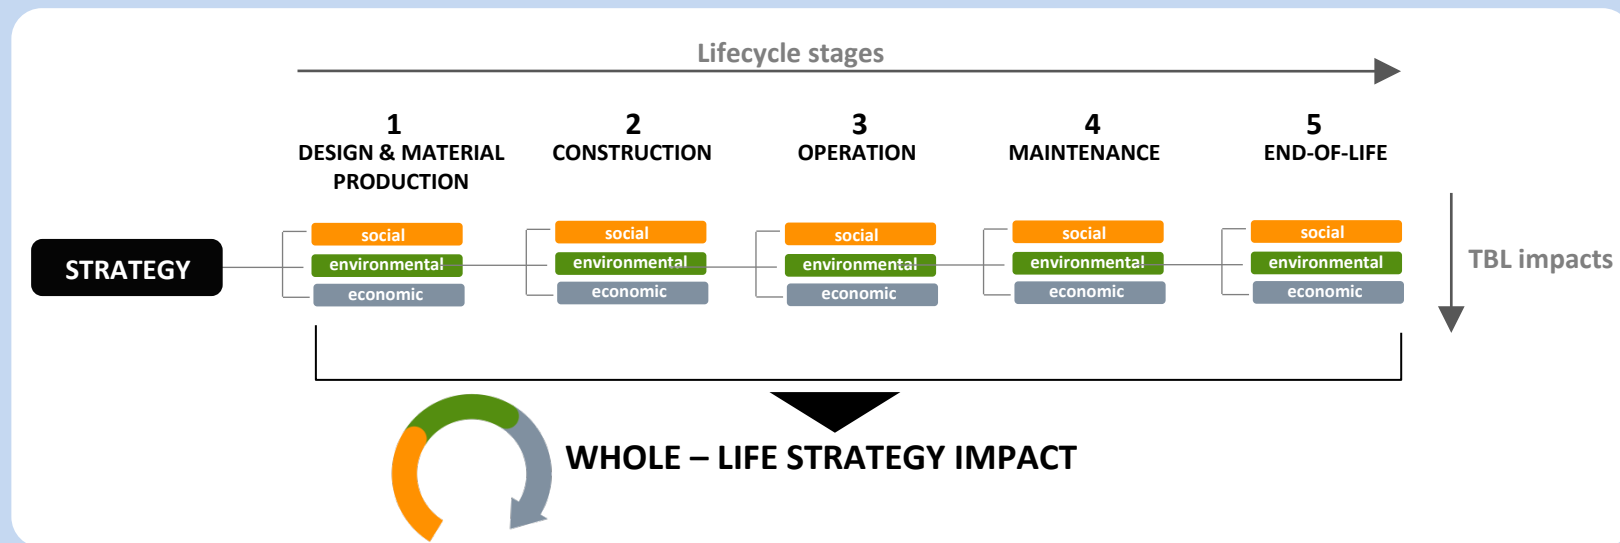 Lifecycle stages
1
DESIGN & MATERIAL
PRODUCTION
2
CONSTRUCTION
3
OPERATION
4
MAINTENANCE
5
END-OF-LIFE
STRATEGY
social
environmental
economic
social
environmental
economic
social
environmental
economic
social
environmental
economic
social
environmental
economic
TBL impacts
WHOLE – LIFE STRATEGY IMPACT